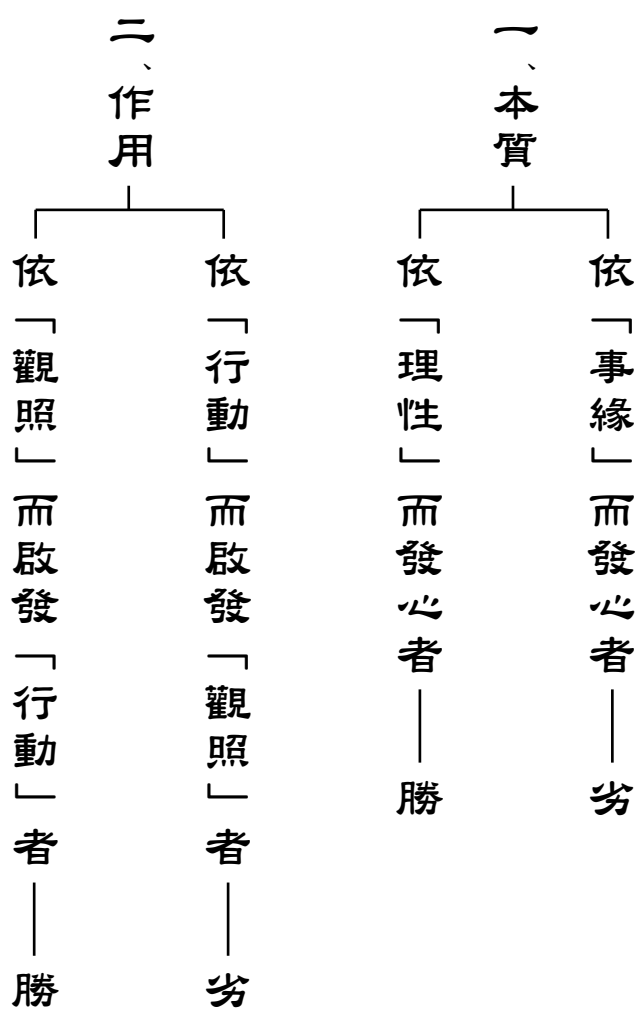 一、本質
依「事緣」而發心者──劣
依「理性」而發心者──勝
二、作用
依「行動」而啟發「觀照」者──劣
依「觀照」而啟發「行動」者──勝